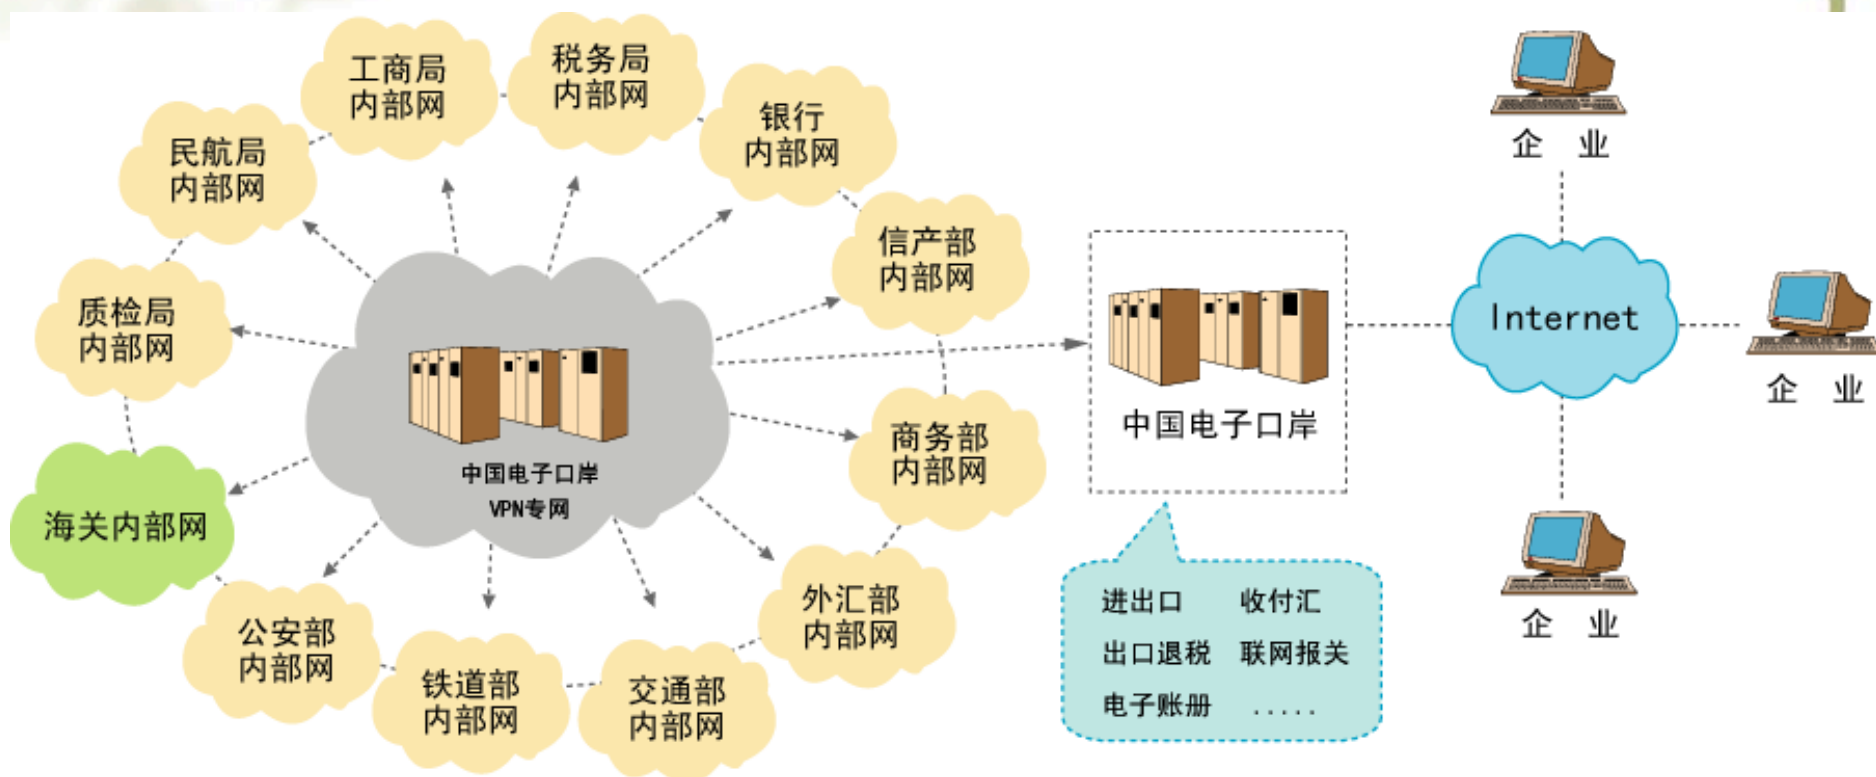 工商局
内部网
税务局
内部网
银行
内部网
民航局
内部网
信产部
内部网
质检局
内部网
商务部
内部网
海关内部网
外汇部
内部网
公安部
内部网
铁道部
内部网
交通部
内部网
中国电子口岸
VPN专网
中国电子口岸
进出口 收付汇
出口退税 联网报关
电子账册 .....
Internet
企 业
企 业
企 业